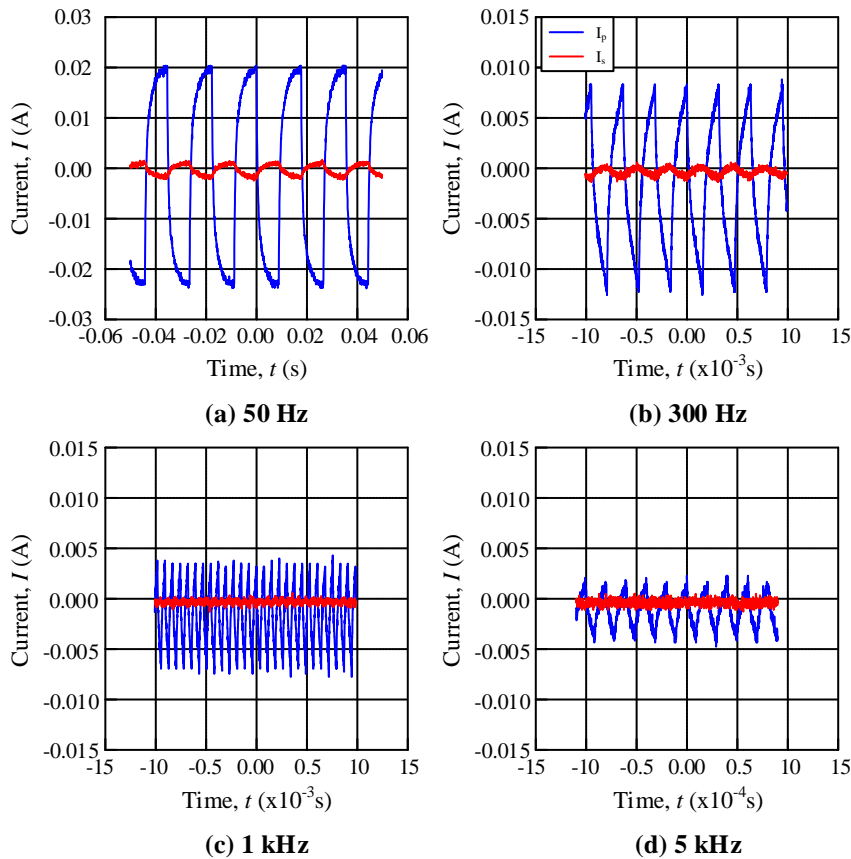 0.03
0.02
0.01
0.00
-0.01
-0.02
-0.03
Current, I (A)
-0.06 -0.04 -0.02 0.00 0.02 0.04 0.06
Time, t (s)
(a) 50 Hz
I_p
I_s
0.015
0.010
0.005
0.000
-0.005
-0.010
-0.015
Current, I (A)
-15 -10 -0.5 0.00 0.5 10 15
Time, t (x10^-3s)
(b) 300 Hz
0.015
0.010
0.005
0.000
-0.005
-0.010
-0.015
Current, I (A)
-15 -10 -0.5 0.00 0.5 10 15
Time, t (x10^-3s)
(c) 1 kHz
0.015
0.010
0.005
0.000
-0.005
-0.010
-0.015
Current, I (A)
-15 -10 -0.5 0.00 0.5 10 15
Time, t (x10^-4s)
(d) 5 kHz